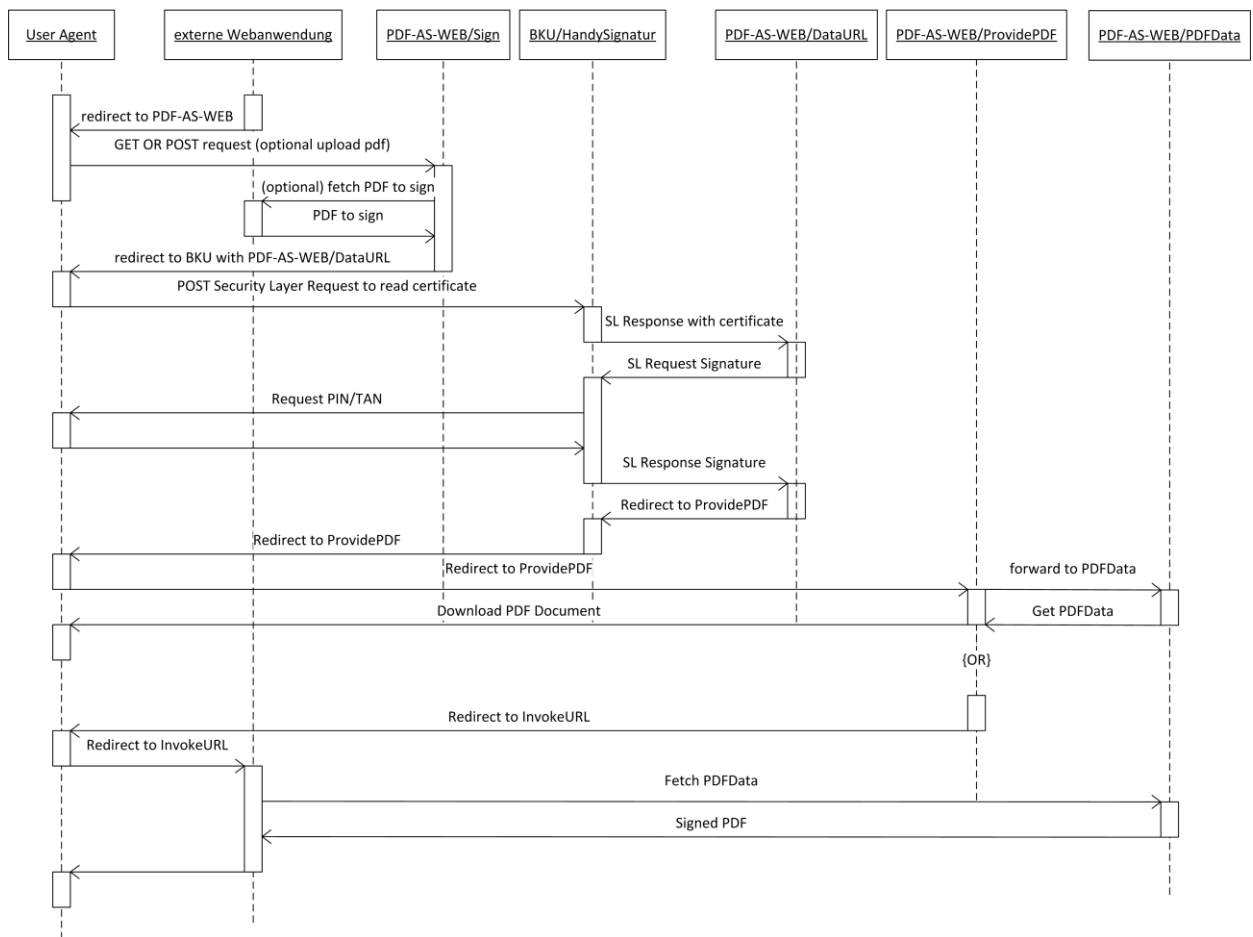 User Agent
externe Webanwendung
PDF-AS-WEB/Sign
BKU/HandySignatur
PDF-AS-WEB/DataURL
PDF-AS-WEB/ProvidePDF
PDF-AS-WEB/PDFData
redirect to PDF-AS-WEB
GET OR POST request (optional upload pdf)
(optional) fetch PDF to sign
PDF to sign
redirect to BKU with PDF-AS-WEB/DataURL
POST Security Layer Request to read certificate
SL Response with certificate
SL Request Signature
Request PIN/TAN
SL Response Signature
Redirect to ProvidePDF
Redirect to ProvidePDF
Redirect to ProvidePDF
forward to PDFData
Download PDF Document
Get PDFData
{OR}
Redirect to InvokeURL
Redirect to InvokeURL
Fetch PDFData
Signed PDF